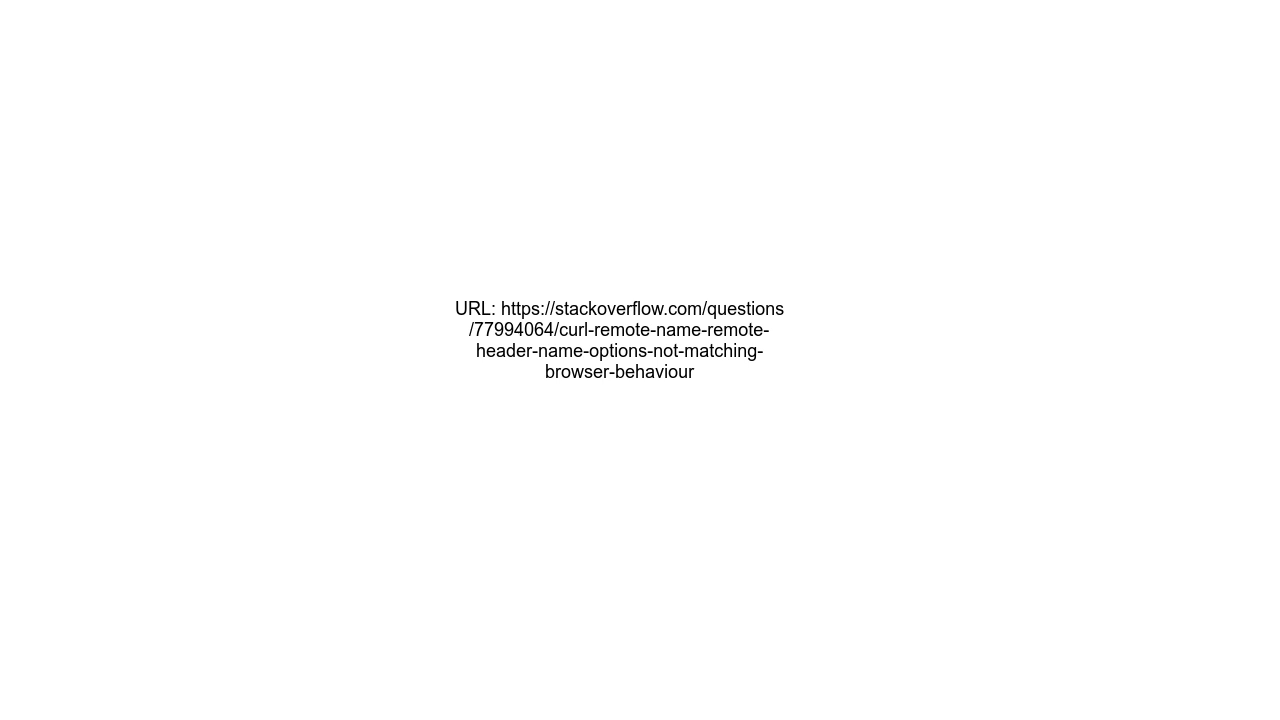 URL: https://stackoverflow.com/questions
/77994064/curl-remote-name-remote-
header-name-options-not-matching-
browser-behaviour